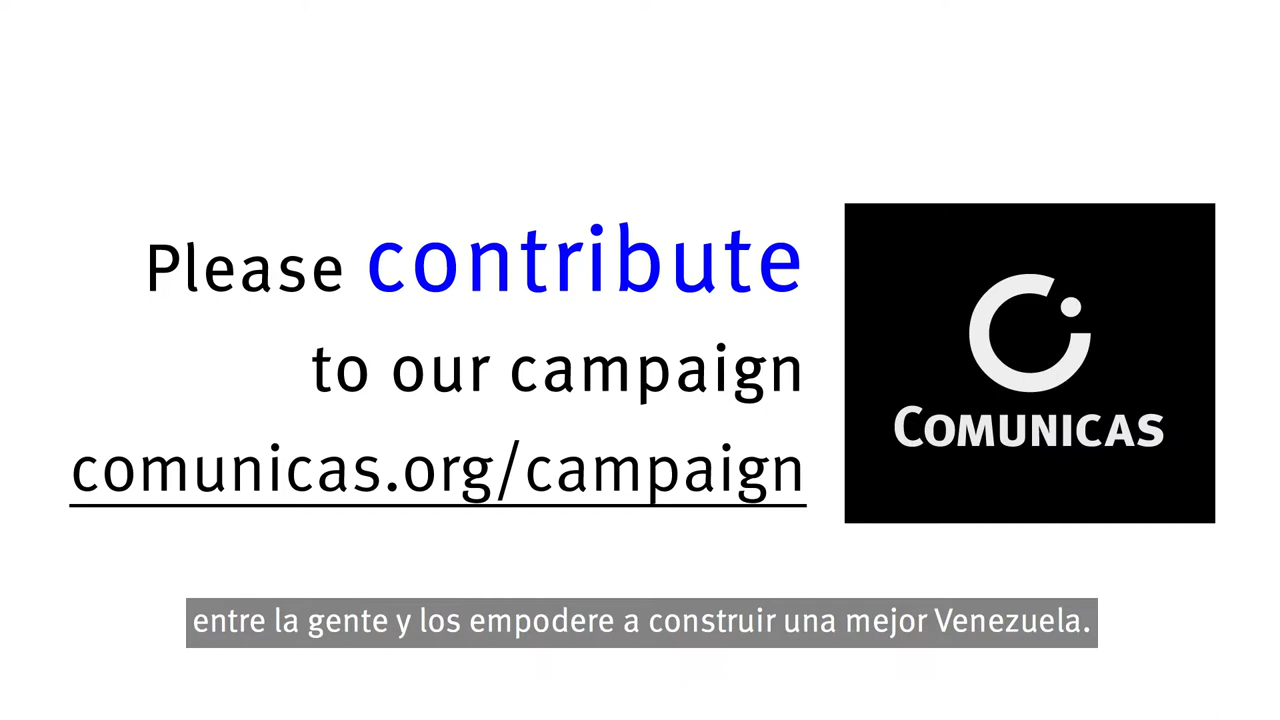 Please contribute
to our campaign
comunicas.org/campaign
COMUNICAS
entre la gente y los empodere a construir una mejor Venezuela.